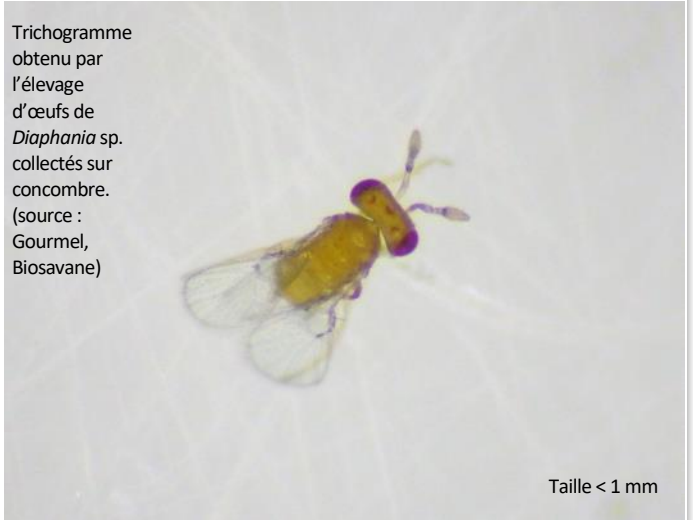 Trichogramme
obtenu par
l’élevage
d’œufs de
Diaphania sp.
collectés sur
concombre.
(source :
Gourmel,
Biosavane)
Taille < 1 mm